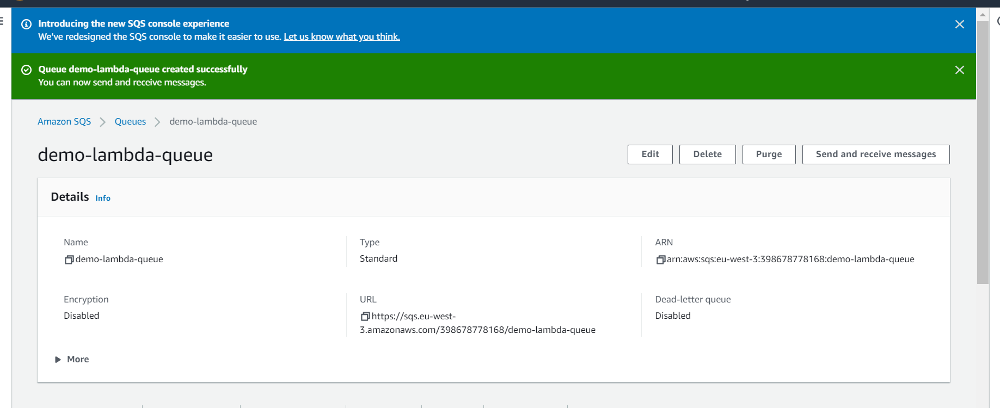 Introducing the new SQS console experience
We've redesigned the SQS console to make it easier to use. Let us know what you think.
Queue demo-lambda-queue created successfully
You can now send and receive messages.
Amazon SQS > Queues > demo-lambda-queue
demo-lambda-queue
Edit Delete Purge Send and receive messages
Details Info
Name Type ARN
demo-lambda-queue Standard arn:aws:sqs:eu-west-3:398678778168:demo-lambda-queue
Encryption URL Dead-letter queue
Disabled https://sqs.eu-west- Disabled
3.amazonaws.com/398678778168/demo-lambda-queue
More